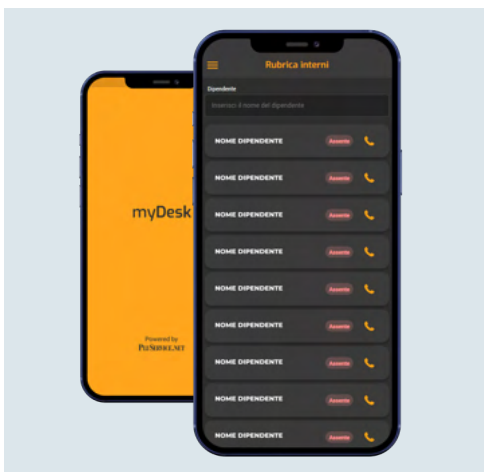 myDesk
Powered by
PLUSERVICE.NET
Rubrica interni
Dipendente
Inserisci il nome del dipendente
NOME DIPENDENTE Assente
NOME DIPENDENTE Assente
NOME DIPENDENTE Assente
NOME DIPENDENTE Assente
NOME DIPENDENTE Assente
NOME DIPENDENTE Assente
NOME DIPENDENTE Assente
NOME DIPENDENTE Assente
NOME DIPENDENTE Assente